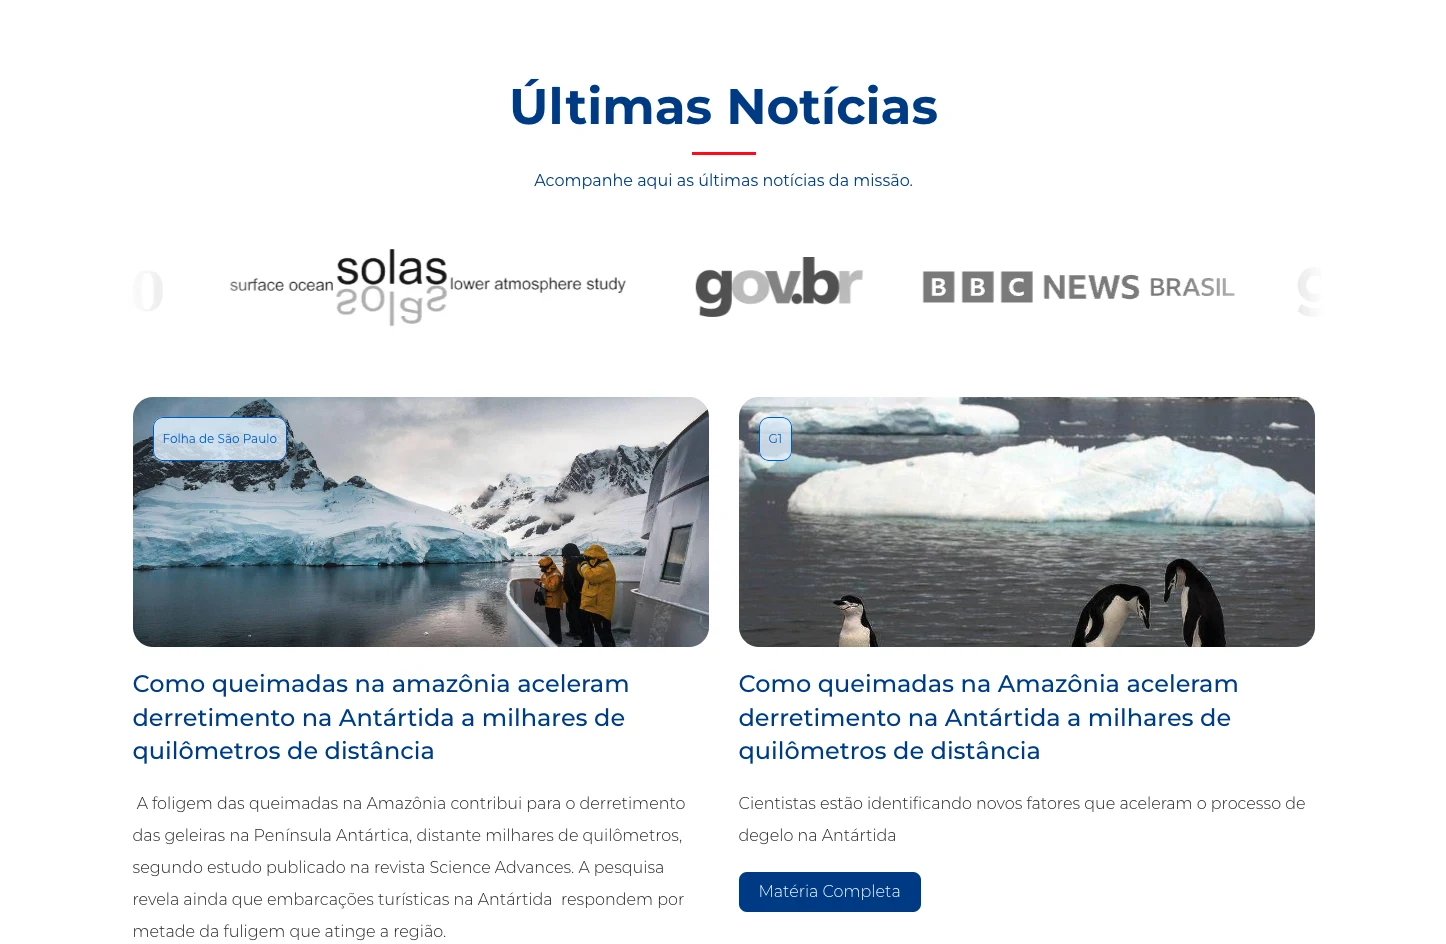 Últimas Notícias
Acompanhe aqui as últimas notícias da missão.
surface ocean solas lower atmosphere study
solas
gov.br
BBC NEWS BRASIL
Folha de São Paulo
G1
Como queimadas na amazônia aceleram
derretimento na Antártida a milhares de
quilômetros de distância
A foligem das queimadas na Amazônia contribui para o derretimento
das geleiras na Península Antártica, distante milhares de quilômetros,
segundo estudo publicado na revista Science Advances. A pesquisa
revela ainda que embarcações turísticas na Antártida  respondem por
metade da fuligem que atinge a região.
Como queimadas na Amazônia aceleram
derretimento na Antártida a milhares de
quilômetros de distância
Cientistas estão identificando novos fatores que aceleram o processo de
degelo na Antártida
Matéria Completa